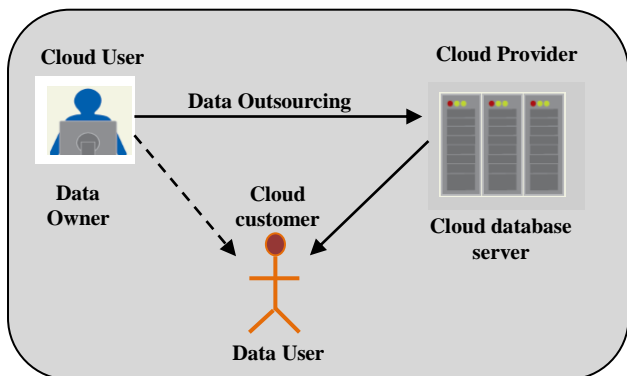 Cloud User
Cloud Provider
Data Outsourcing
Data
Owner
Cloud
customer
Cloud database
server
Data User